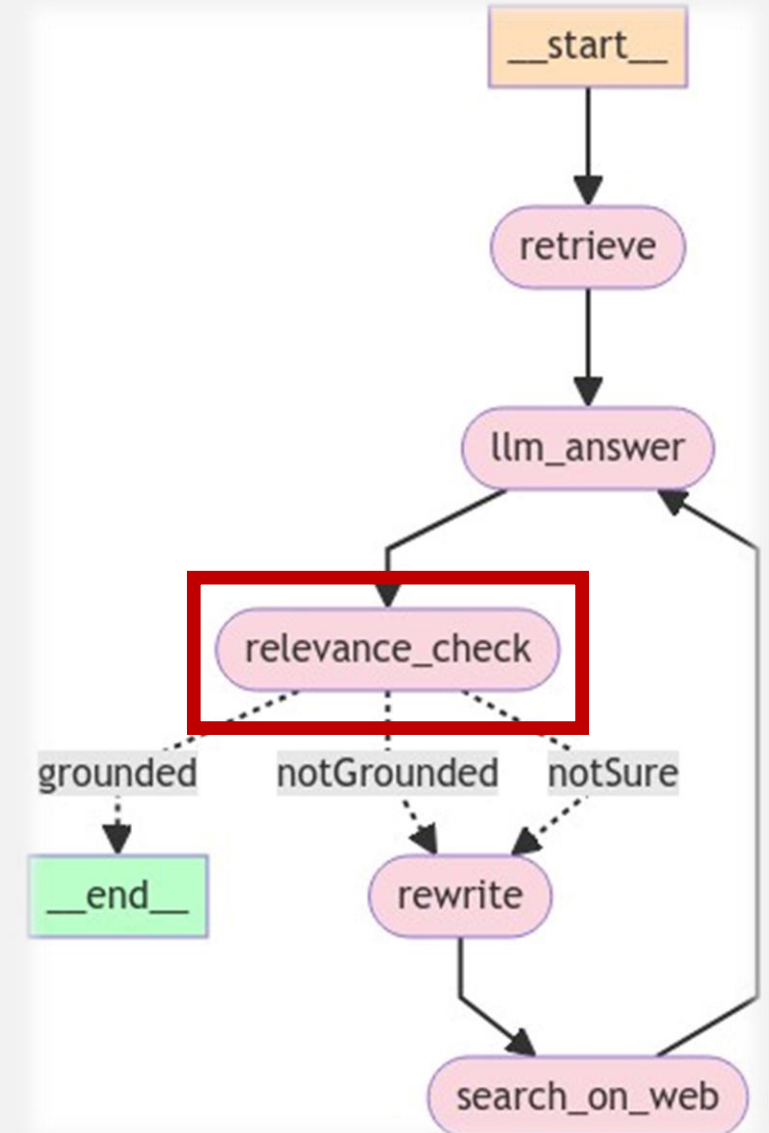 __start__
retrieve
llm_answer
relevance_check
grounded
notGrounded
notSure
__end__
rewrite
search_on_web